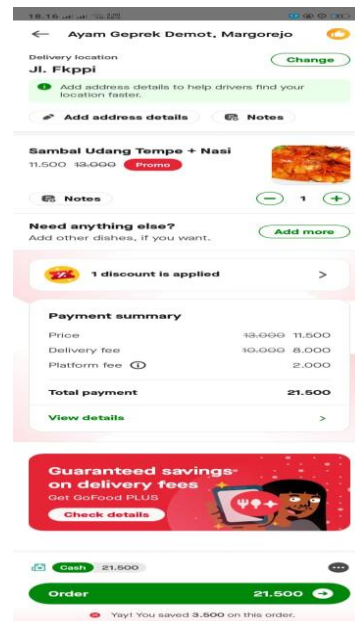 18.16
Ayam Geprek Demot, Margorejo
Delivery location
Jl. Fkppi
Change
Add address details to help drivers find your
location faster.
Add address details
Notes
Sambal Udang Tempe + Nasi
11.500 13.000 Promo
Notes
1
Need anything else?
Add other dishes, if you want.
Add more
1 discount is applied
Payment summary
Price 13.000 11.500
Delivery fee 10.000 8.000
Platform fee 2.000
Total payment 21.500
View details
Guaranteed savings
on delivery fees
Get GoFood PLUS
Check details
Cash 21.500
Order 21.500
Yay! You saved 3.500 on this order.